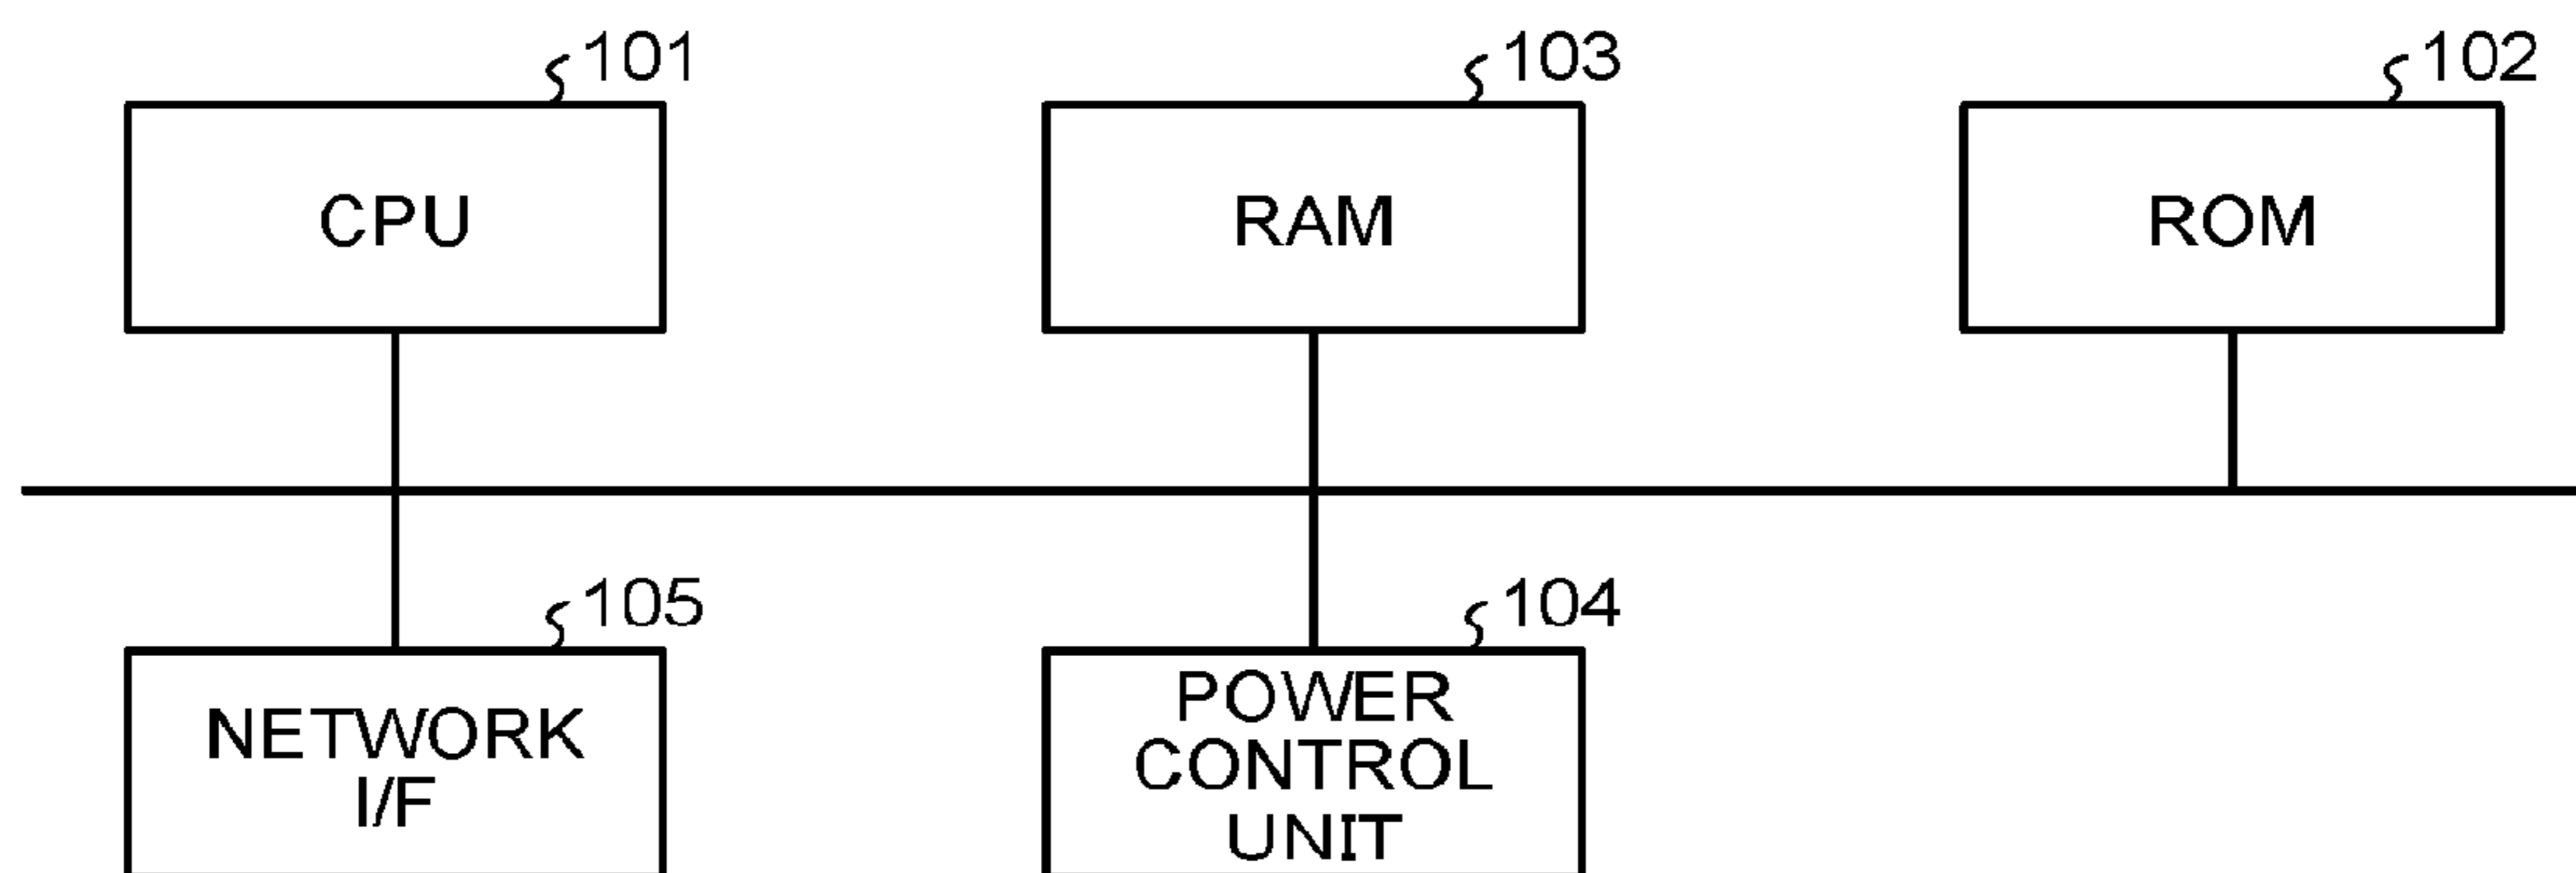 101
CPU
103
RAM
102
ROM
105
NETWORK
I/F
104
POWER
CONTROL
UNIT